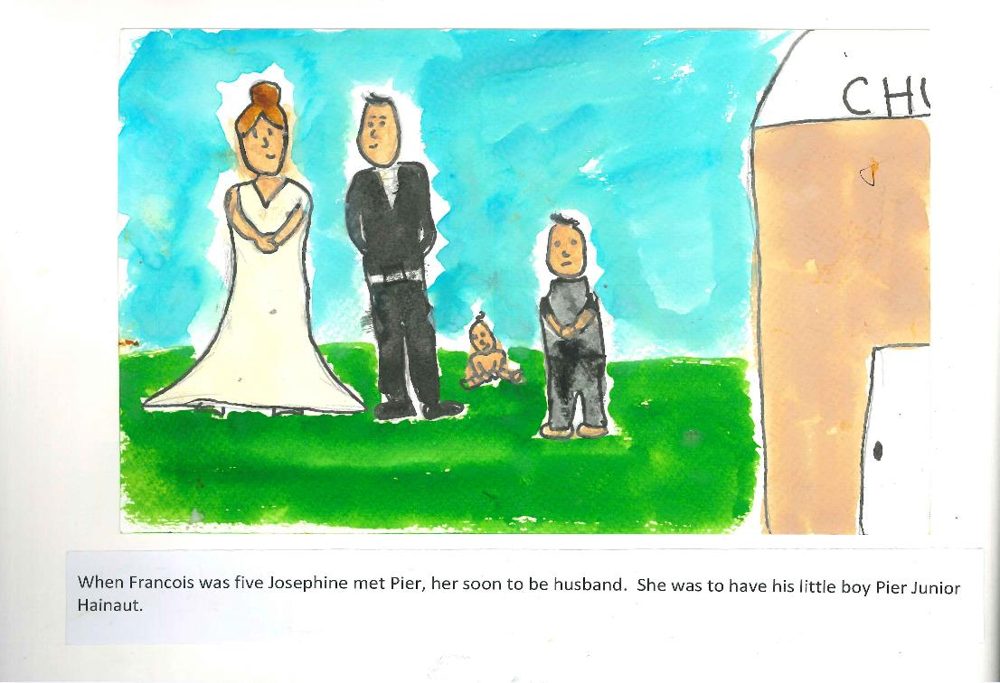 CHU
When Francois was five Josephine met Pier, her soon to be husband.  She was to have his little boy Pier Junior
Hainaut.